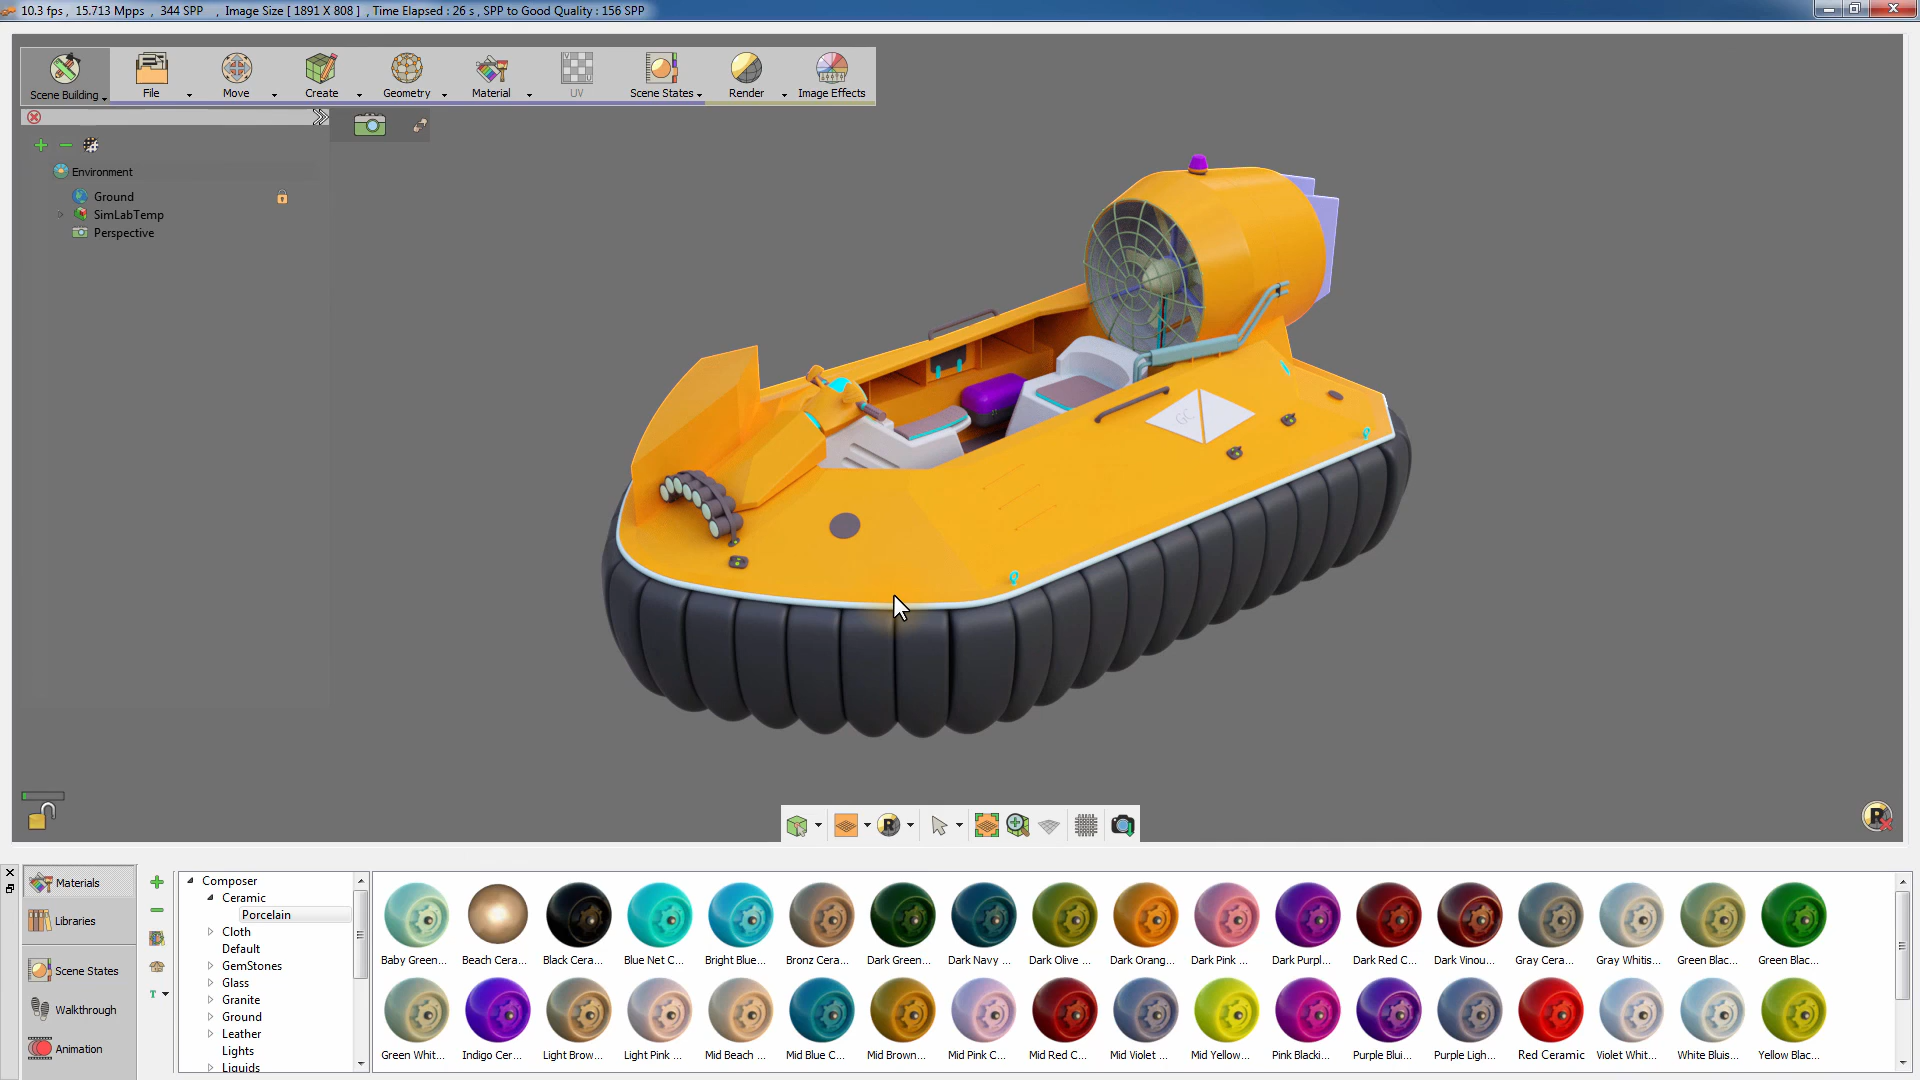 10.3 fps , 15.713 Mpps , 344 SPP , Image Size [ 1891 X 808 ] , Time Elapsed : 26 s , SPP to Good Quality : 156 SPP
Scene Building
File
Move
Create
Geometry
Material
UV
Scene States
Render
Image Effects
Environment
Ground
SimLabTemp
Perspective
GC
R
R
Materials
Libraries
Scene States
Walkthrough
Animation
T
Composer
Ceramic
Porcelain
Cloth
Default
GemStones
Glass
Granite
Ground
Leather
Lights
Liquids
Baby Green...
Beach Cera...
Black Cera...
Blue Net C...
Bright Blue...
Bronz Cera...
Dark Green...
Dark Navy ...
Dark Olive ...
Dark Orang...
Dark Pink ...
Dark Purpl...
Dark Red C...
Dark Vinou...
Gray Cera...
Gray Whitis...
Green Blac...
Green Blac...
Green Whit...
Indigo Cer...
Light Brow...
Light Pink ...
Mid Beach ...
Mid Blue C...
Mid Brown...
Mid Pink C...
Mid Red C...
Mid Violet ...
Mid Yellow...
Pink Blacki...
Purple Blui...
Purple Ligh...
Red Ceramic
Violet Whit...
White Bluis...
Yellow Blac...